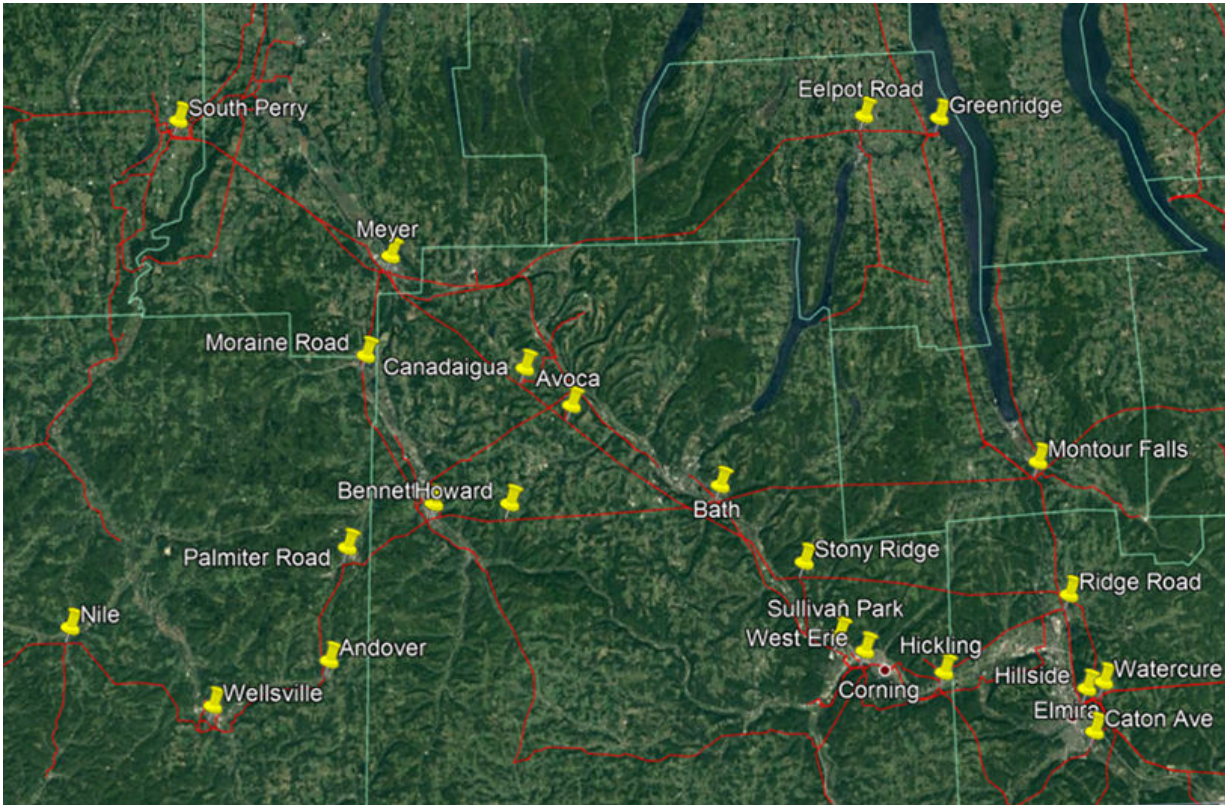 South Perry
Eelpot Road
Greenridge
Meyer
Moraine Road
Canadaigua
Avoca
Montour Falls
Bennett
Howard
Bath
Palmiter Road
Stony Ridge
Ridge Road
Nile
Sullivan Park
West Erie
Andover
Hickling
Hillside
Watercure
Wellsville
Corning
Elmira
Caton Ave